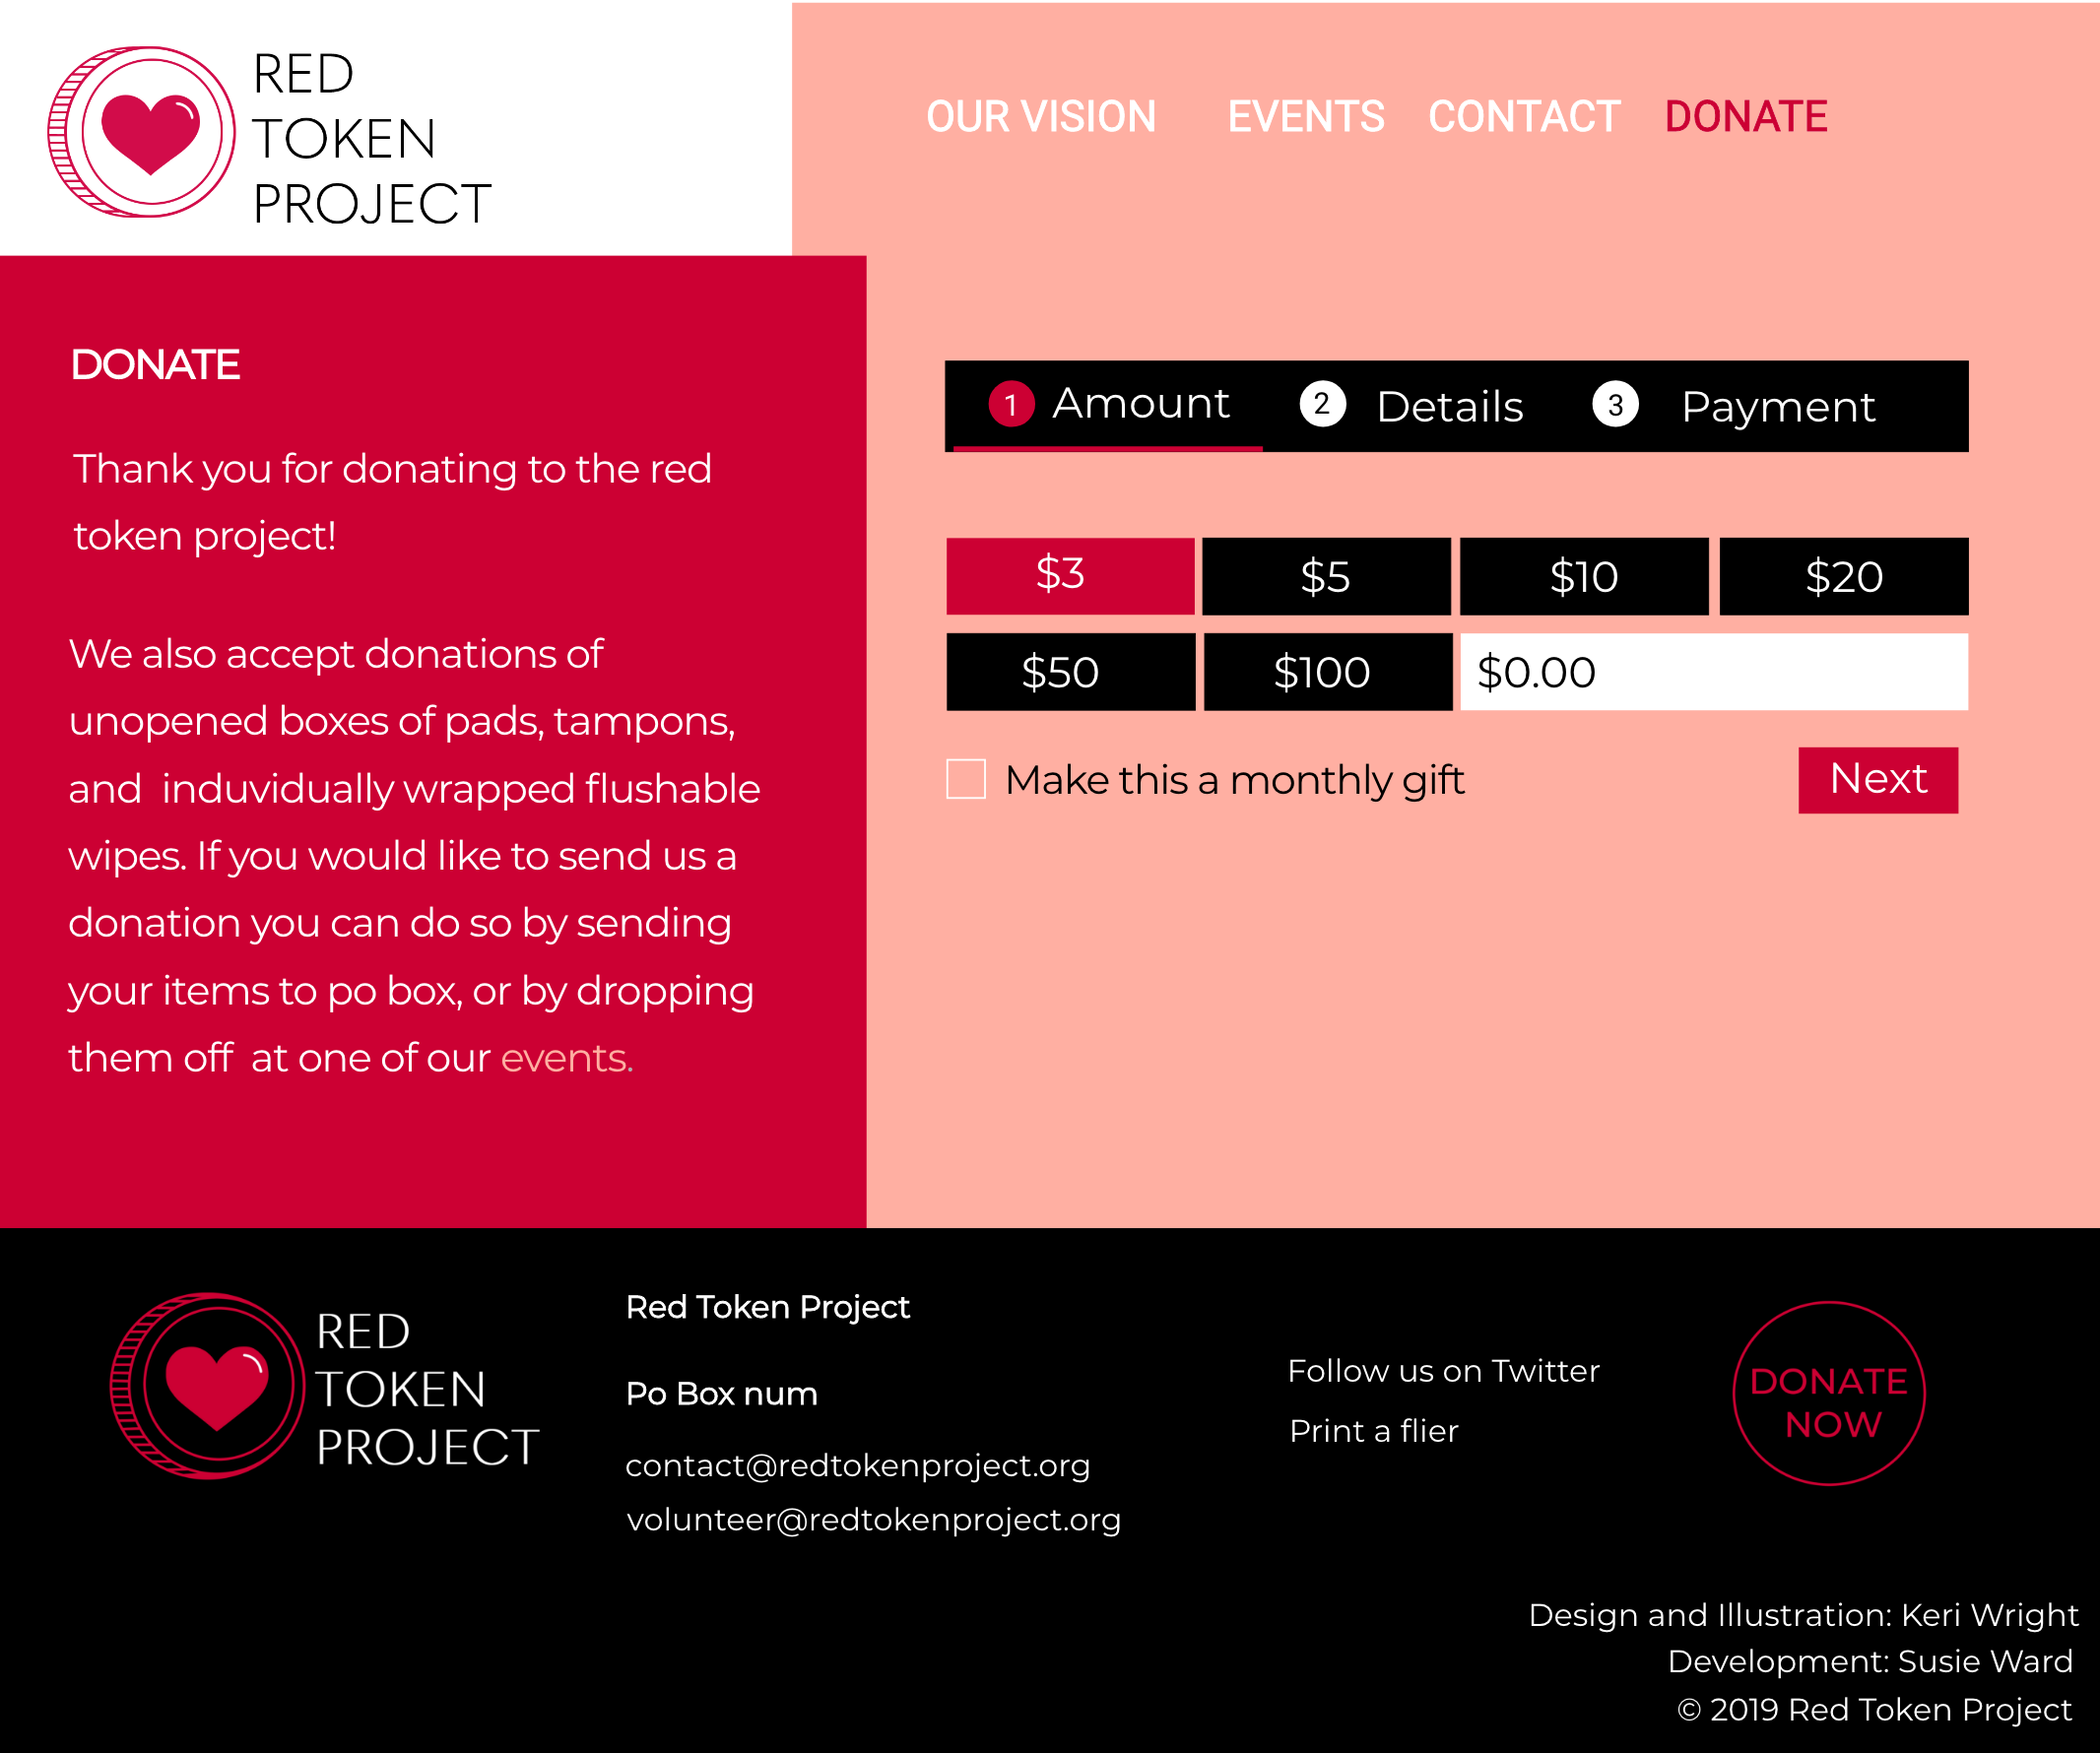 RED
TOKEN
PROJECT
OUR VISION EVENTS CONTACT DONATE
DONATE
Thank you for donating to the red
token project!
We also accept donations of
unopened boxes of pads, tampons,
and induvidually wrapped flushable
wipes. If you would like to send us a
donation you can do so by sending
your items to po box, or by dropping
them off at one of our events.
1 Amount 2 Details 3 Payment
$3 $5 $10 $20
$50 $100 $0.00
Make this a monthly gift Next
RED
TOKEN
PROJECT
Red Token Project
Po Box num
contact@redtokenproject.org
volunteer@redtokenproject.org
Follow us on Twitter
Print a flier
DONATE
NOW
Design and Illustration: Keri Wright
Development: Susie Ward
© 2019 Red Token Project